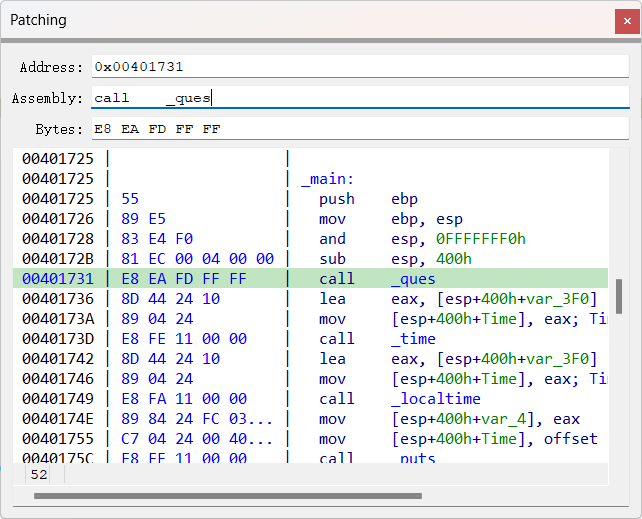 Patching
Address: 0x00401731
Assembly: call    _ques
Bytes: E8 EA FD FF FF
00401725 |                |
00401725 |                | _main:
00401725 | 55             |   push    ebp
00401726 | 89 E5          |   mov     ebp, esp
00401728 | 83 E4 F0       |   and     esp, 0FFFFFFF0h
0040172B | 81 EC 00 04 00 00 |   sub     esp, 400h
00401731 | E8 EA FD FF FF |   call    _ques
00401736 | 8D 44 24 10    |   lea     eax, [esp+400h+var_3F0]
0040173A | 89 04 24       |   mov     [esp+400h+Time], eax; Tim
0040173D | E8 FE 11 00 00 |   call    _time
00401742 | 8D 44 24 10    |   lea     eax, [esp+400h+var_3F0]
00401746 | 89 04 24       |   mov     [esp+400h+Time], eax; Tim
00401749 | E8 FA 11 00 00 |   call    _localtime
0040174E | 89 84 24 FC 03... |   mov     [esp+400h+var_4], eax
00401755 | C7 04 24 00 40... |   mov     [esp+400h+Time], offset
0040175C | E8 EF 11 00 00 |   call    _puts
52